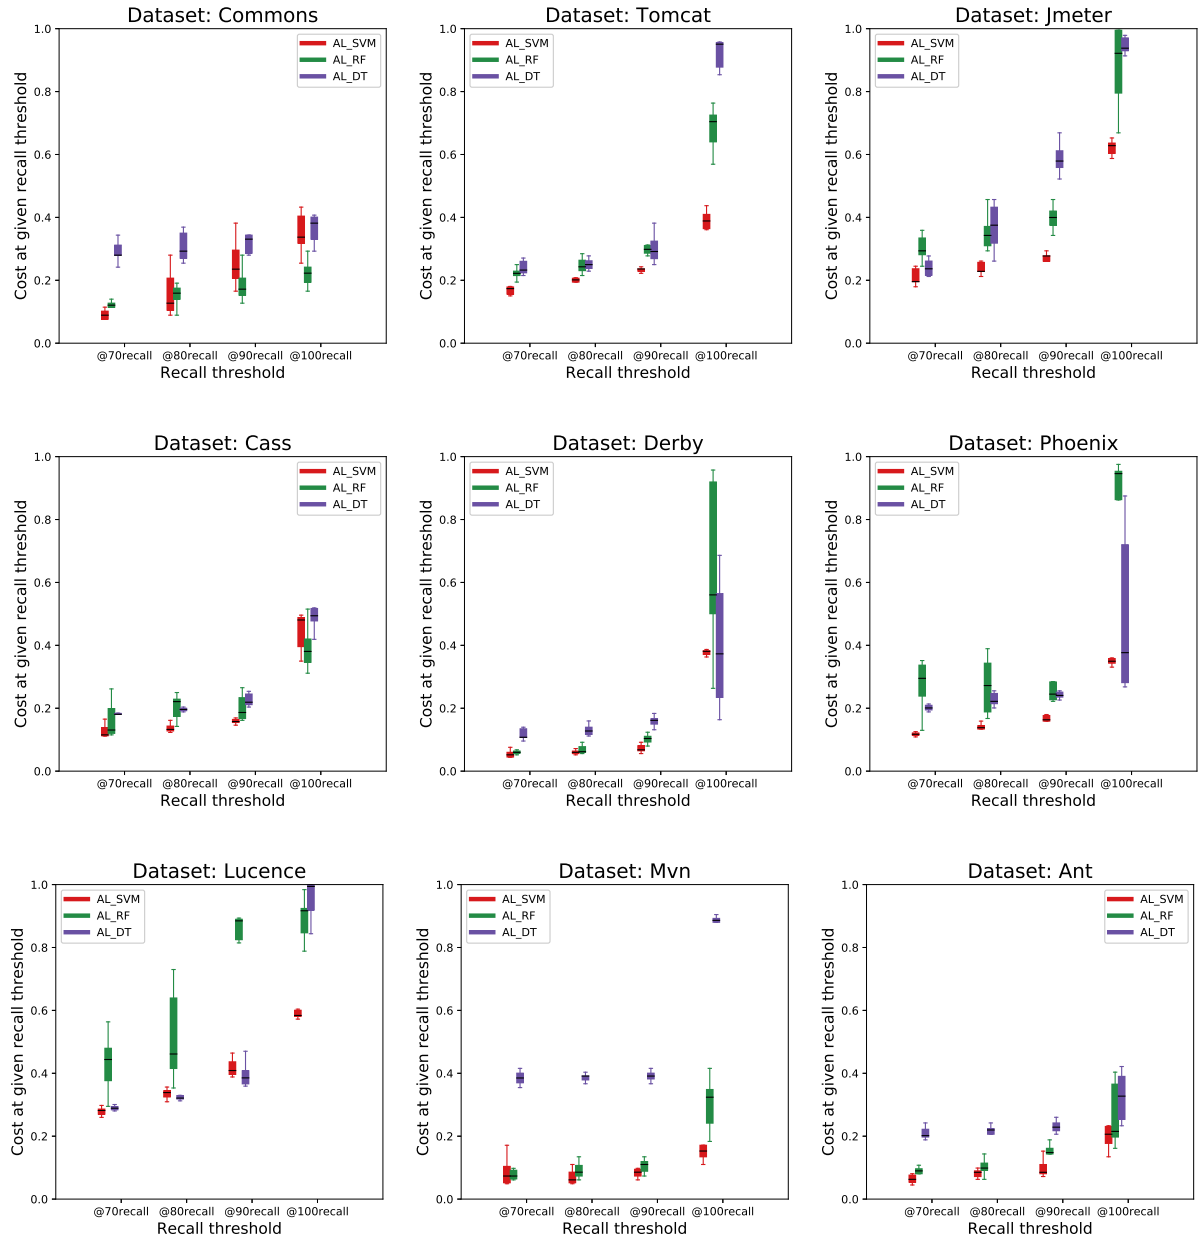 Dataset: Commons
Cost at given recall threshold
1.0
0.8
0.6
0.4
0.2
0.0
AL_SVM
AL_RF
AL_DT
@70recall @80recall @90recall @100recall
Recall threshold
Dataset: Tomcat
Cost at given recall threshold
1.0
0.8
0.6
0.4
0.2
0.0
AL_SVM
AL_RF
AL_DT
@70recall @80recall @90recall @100recall
Recall threshold
Dataset: Jmeter
Cost at given recall threshold
1.0
0.8
0.6
0.4
0.2
0.0
AL_SVM
AL_RF
AL_DT
@70recall @80recall @90recall @100recall
Recall threshold
Dataset: Cass
Cost at given recall threshold
1.0
0.8
0.6
0.4
0.2
0.0
AL_SVM
AL_RF
AL_DT
@70recall @80recall @90recall @100recall
Recall threshold
Dataset: Derby
Cost at given recall threshold
1.0
0.8
0.6
0.4
0.2
0.0
AL_SVM
AL_RF
AL_DT
@70recall @80recall @90recall @100recall
Recall threshold
Dataset: Phoenix
Cost at given recall threshold
1.0
0.8
0.6
0.4
0.2
0.0
AL_SVM
AL_RF
AL_DT
@70recall @80recall @90recall @100recall
Recall threshold
Dataset: Lucence
Cost at given recall threshold
1.0
0.8
0.6
0.4
0.2
0.0
AL_SVM
AL_RF
AL_DT
@70recall @80recall @90recall @100recall
Recall threshold
Dataset: Mvn
Cost at given recall threshold
1.0
0.8
0.6
0.4
0.2
0.0
AL_SVM
AL_RF
AL_DT
@70recall @80recall @90recall @100recall
Recall threshold
Dataset: Ant
Cost at given recall threshold
1.0
0.8
0.6
0.4
0.2
0.0
AL_SVM
AL_RF
AL_DT
@70recall @80recall @90recall @100recall
Recall threshold